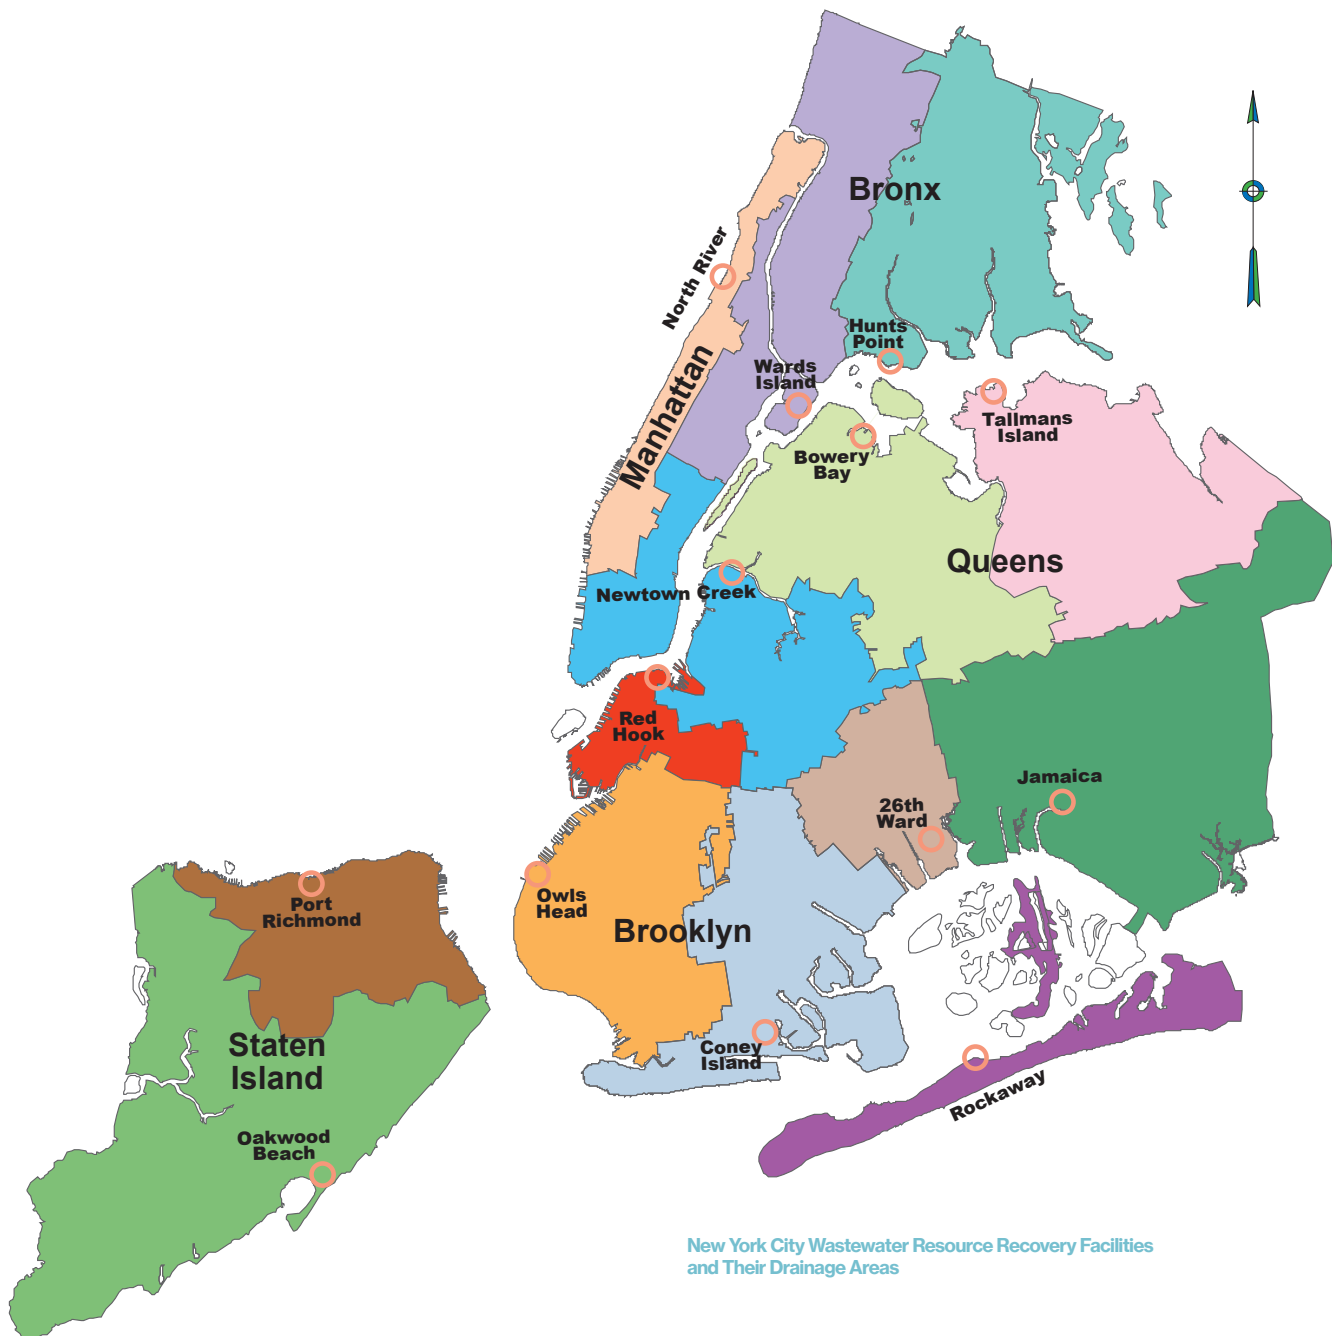 Bronx
North River
Hunts
Point
Manhattan
Wards
Island
Tallmans
Island
Bowery
Bay
Queens
Newtown Creek
Red
Hook
Jamaica
26th
Ward
Owls
Head
Port
Richmond
Brooklyn
Staten
Island
Coney
Island
Rockaway
Oakwood
Beach
New York City Wastewater Resource Recovery Facilities
and Their Drainage Areas